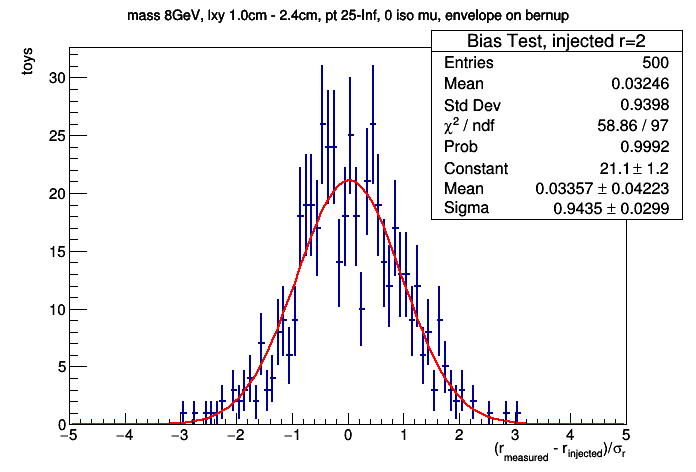 mass 8GeV, lxy 1.0cm - 2.4cm, pt 25-Inf, 0 iso mu, envelope on bernup
Bias Test, injected r=2
Entries 500
Mean 0.03246
Std Dev 0.9398
χ² / ndf 58.86 / 97
Prob 0.9992
Constant 21.1 ± 1.2
Mean 0.03357 ± 0.04223
Sigma 0.9435 ± 0.0299
toys
30
25
20
15
10
5
0
−5 −4 −3 −2 −1 0 1 2 3 4 5
(r_measured - r_injected)/σ_r